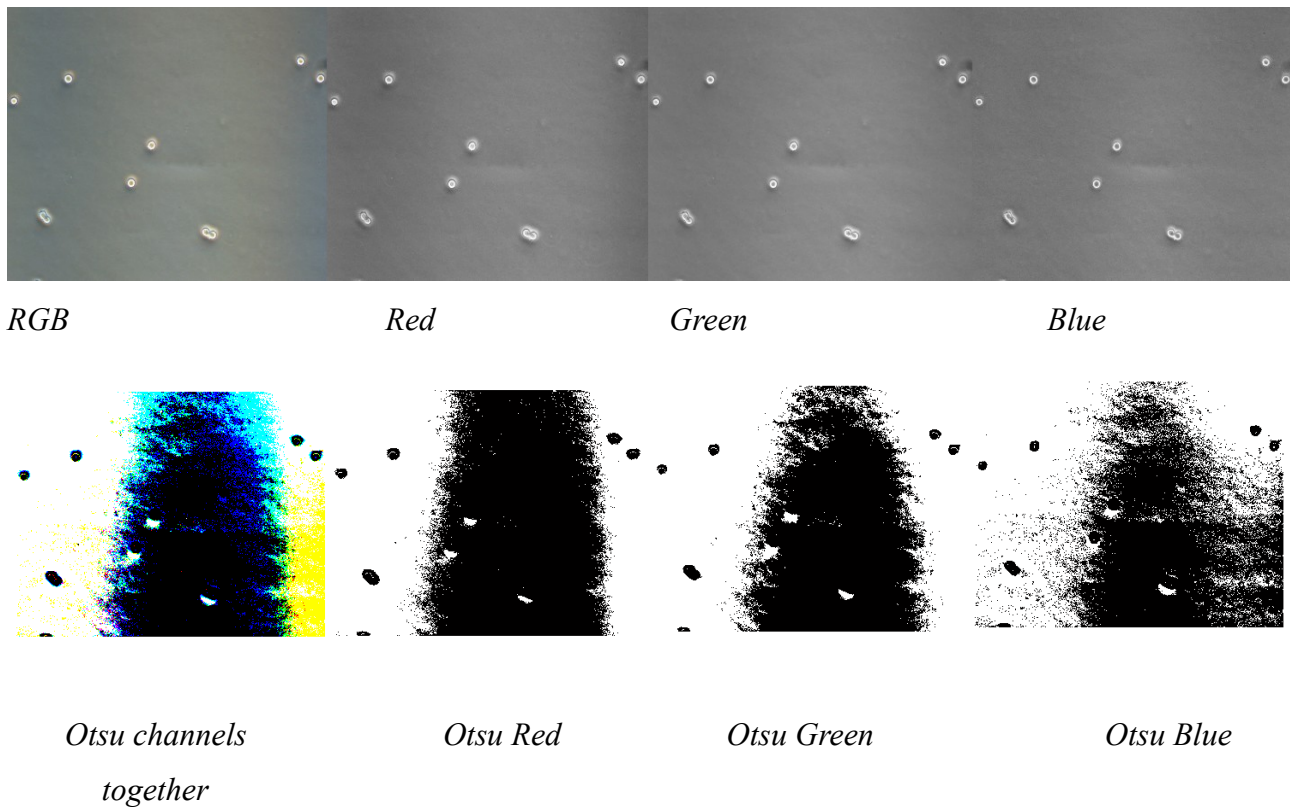 RGB Red Green Blue
Otsu channels Otsu Red Otsu Green Otsu Blue
together